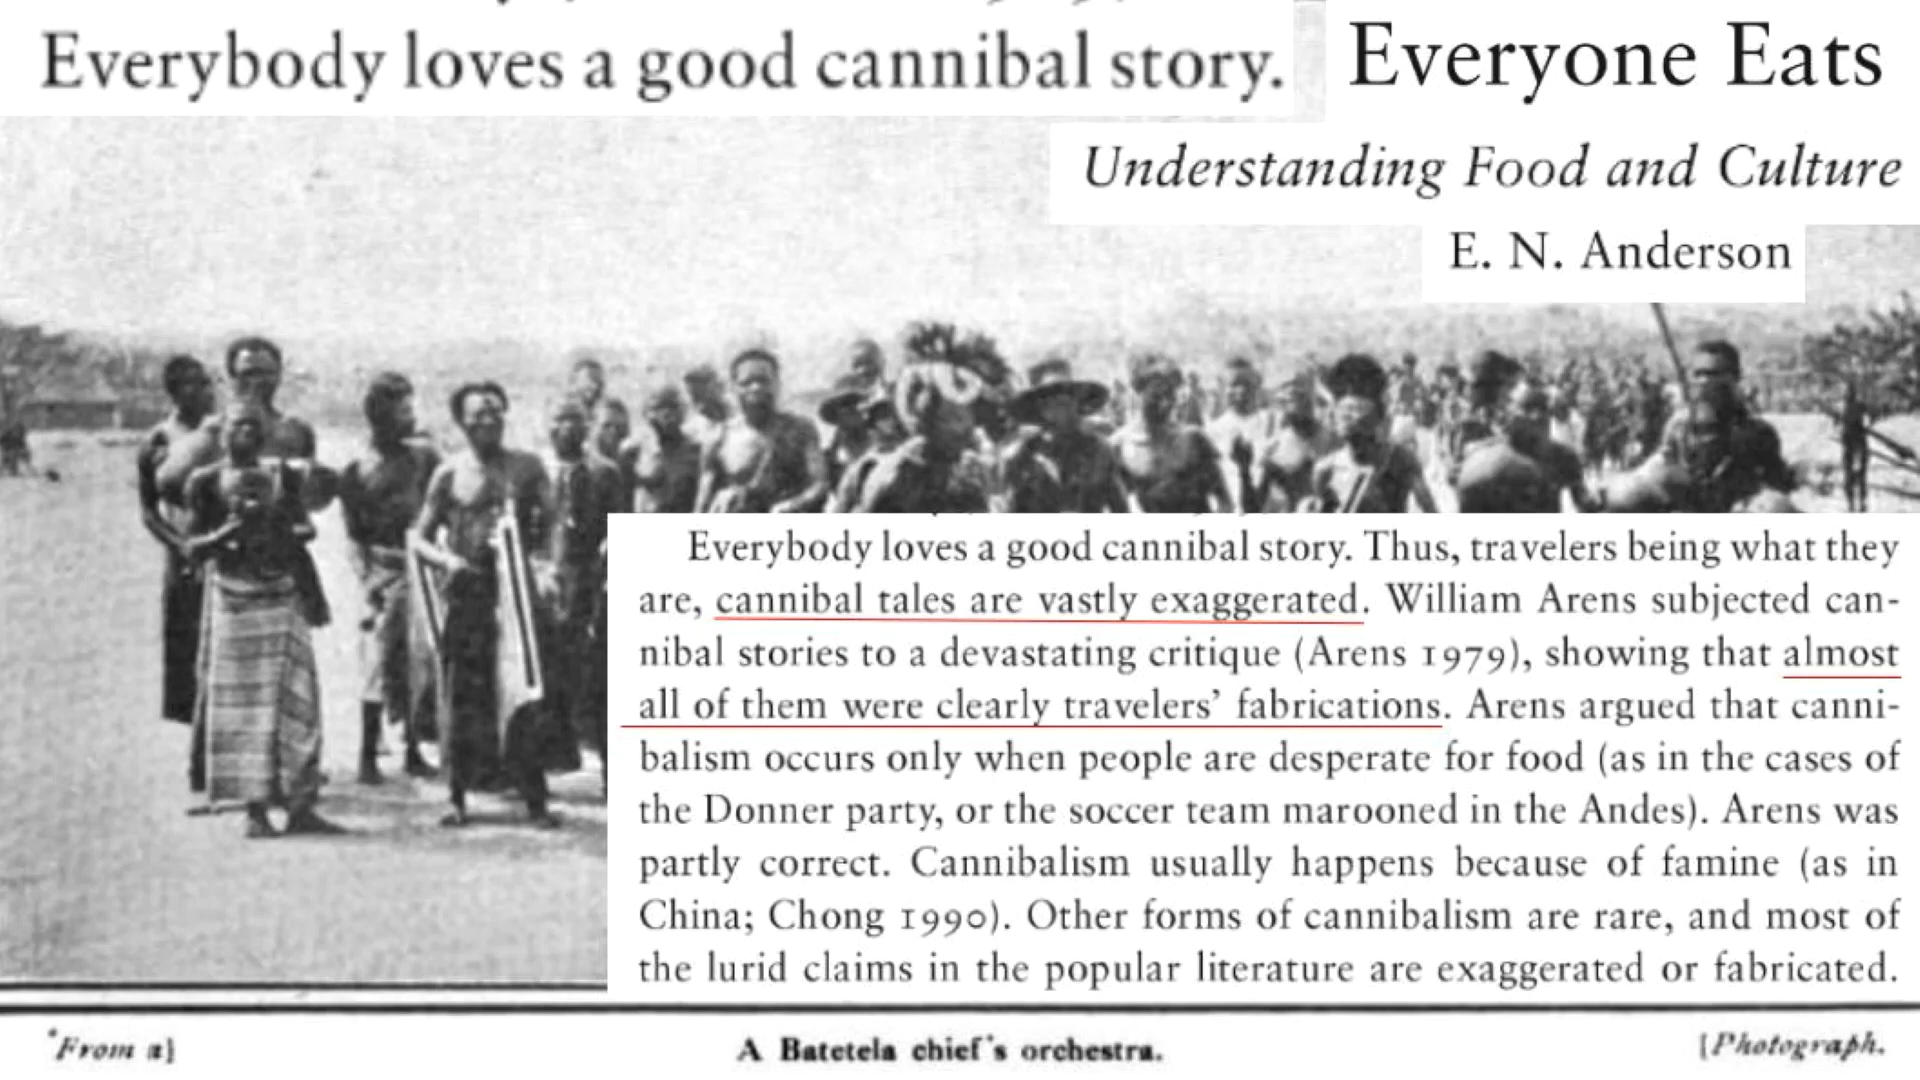 Everybody loves a good cannibal story.
Everyone Eats
Understanding Food and Culture
E. N. Anderson
Everybody loves a good cannibal story. Thus, travelers being what they
are, cannibal tales are vastly exaggerated. William Arens subjected can-
nibal stories to a devastating critique (Arens 1979), showing that almost
all of them were clearly travelers' fabrications. Arens argued that canni-
balism occurs only when people are desperate for food (as in the cases of
the Donner party, or the soccer team marooned in the Andes). Arens was
partly correct. Cannibalism usually happens because of famine (as in
China; Chong 1990). Other forms of cannibalism are rare, and most of
the lurid claims in the popular literature are exaggerated or fabricated.
From a]
A Batetela chief's orchestra.
[Photograph.